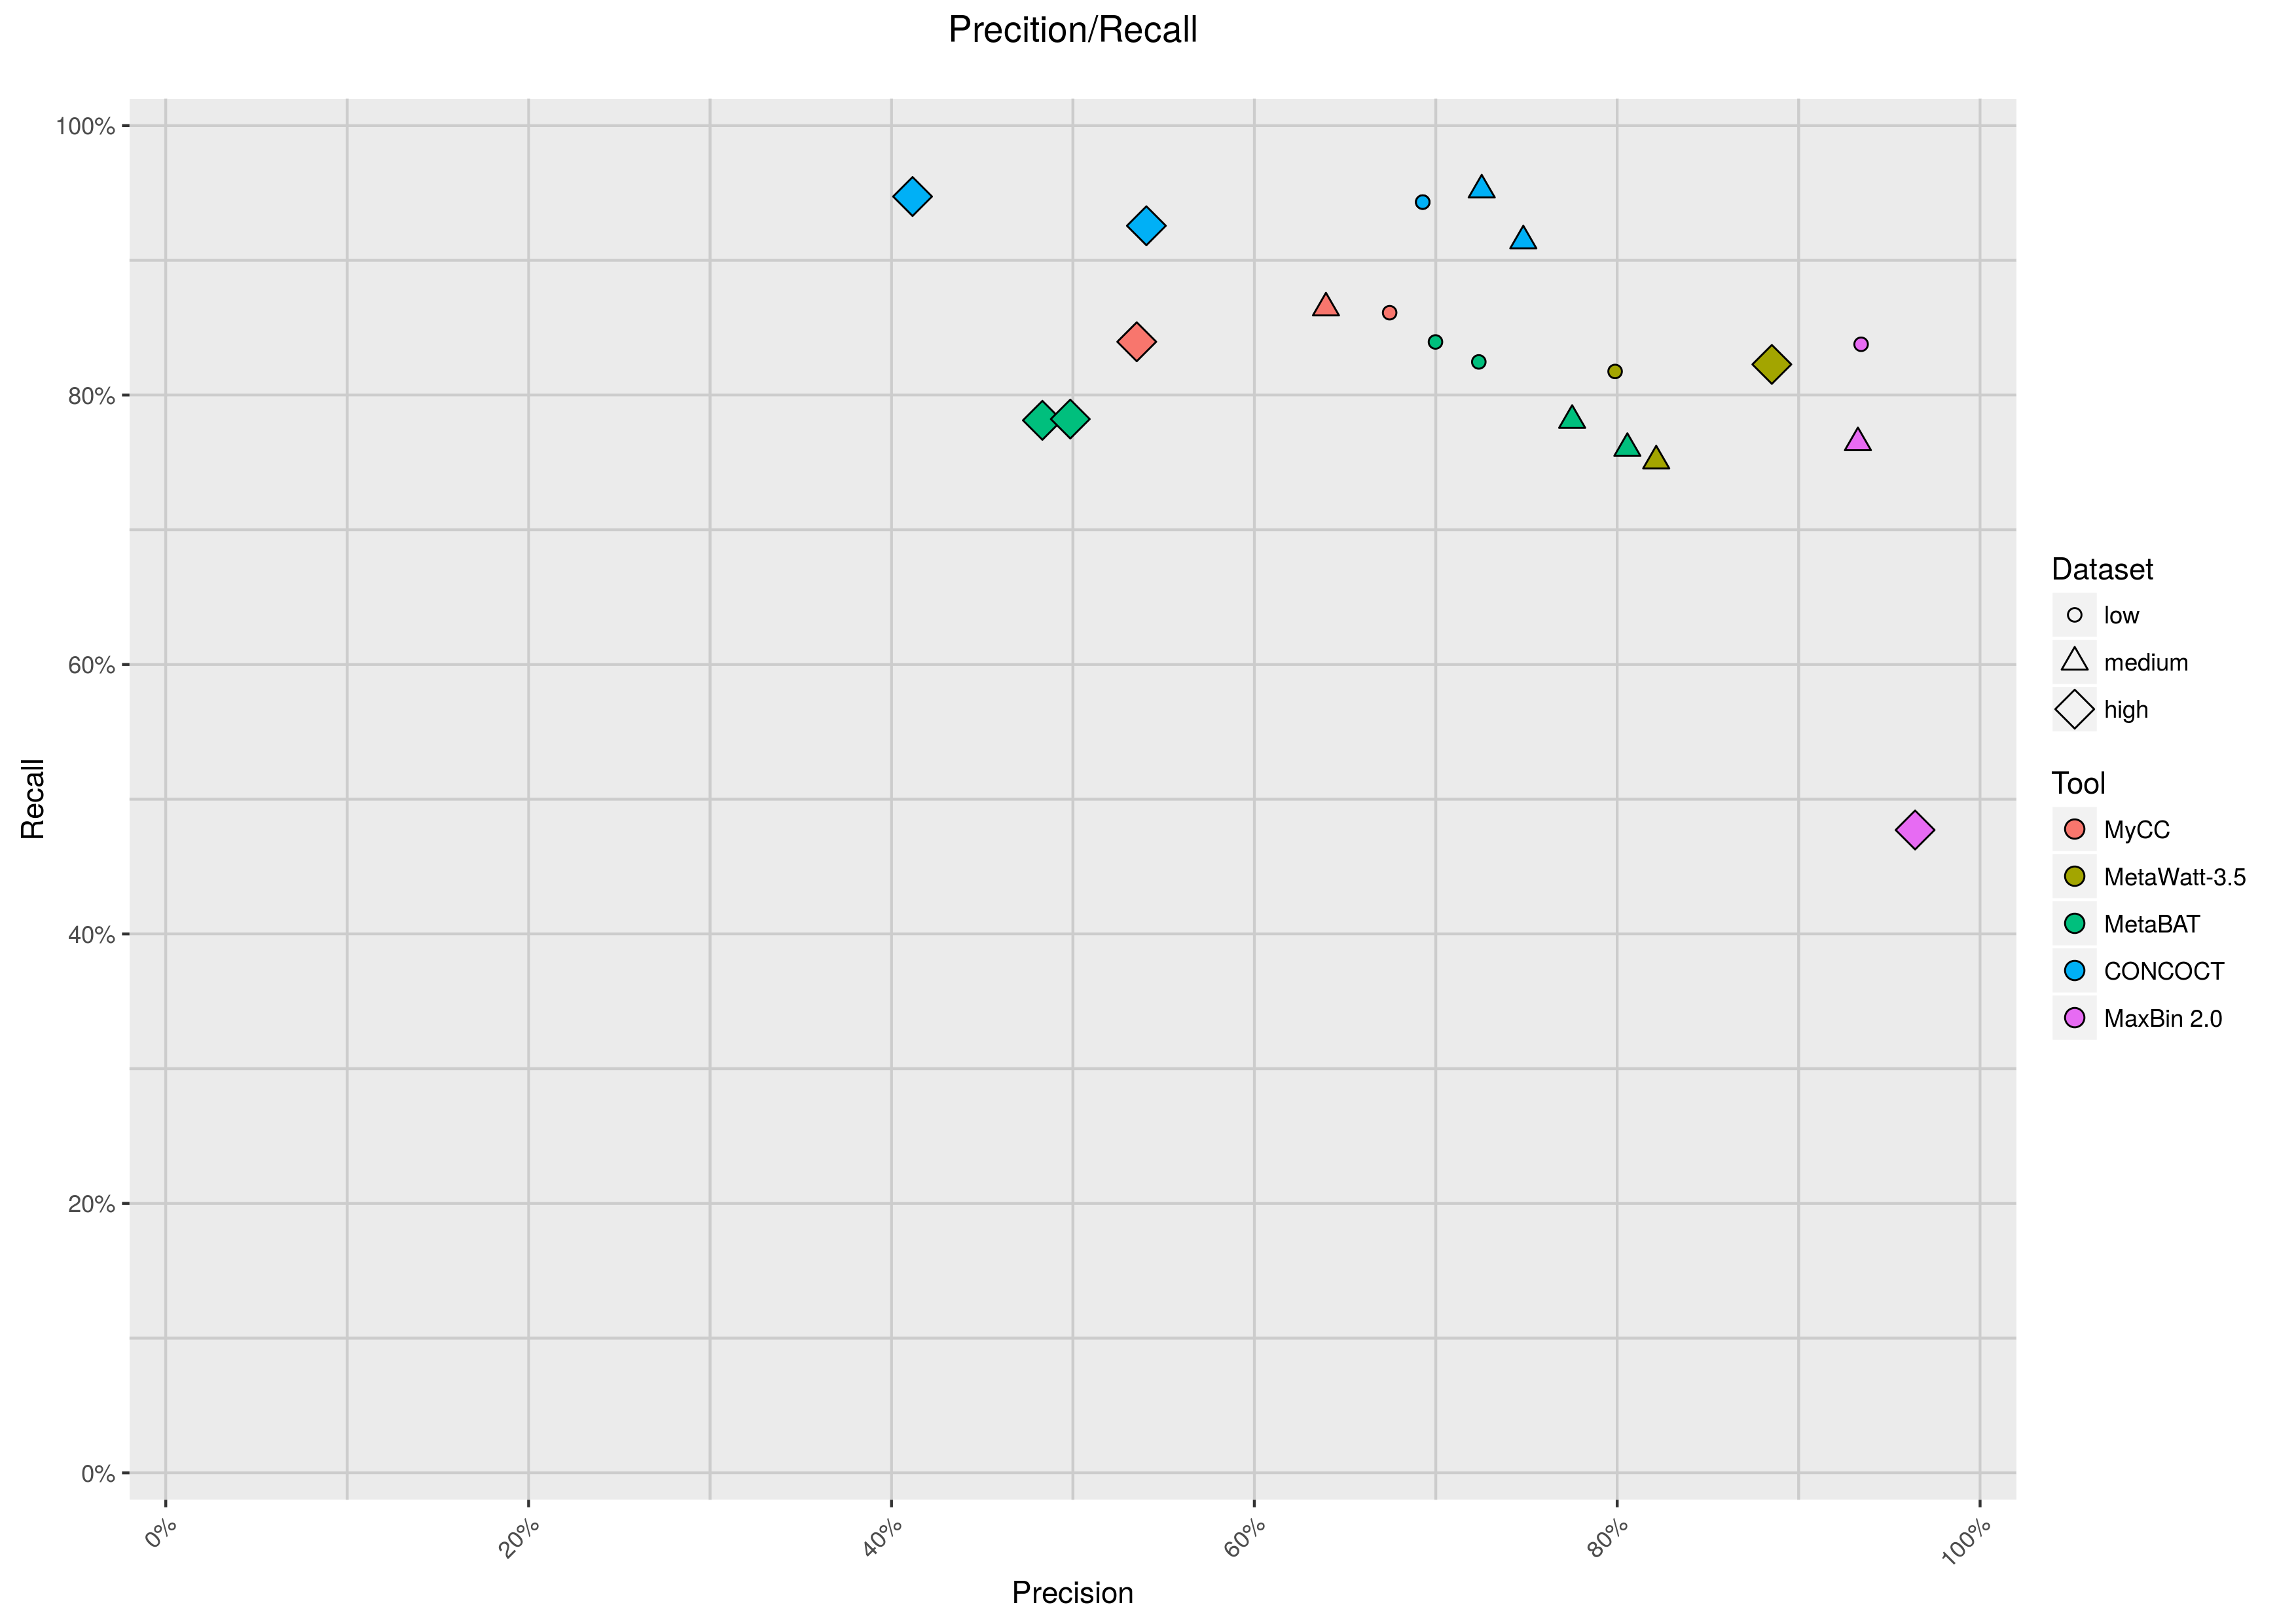 Precition/Recall
100%
80%
60%
40%
20%
0%
Recall
0%
20%
40%
60%
80%
100%
Precision
Dataset
low
medium
high
Tool
MyCC
MetaWatt-3.5
MetaBAT
CONCOCT
MaxBin 2.0